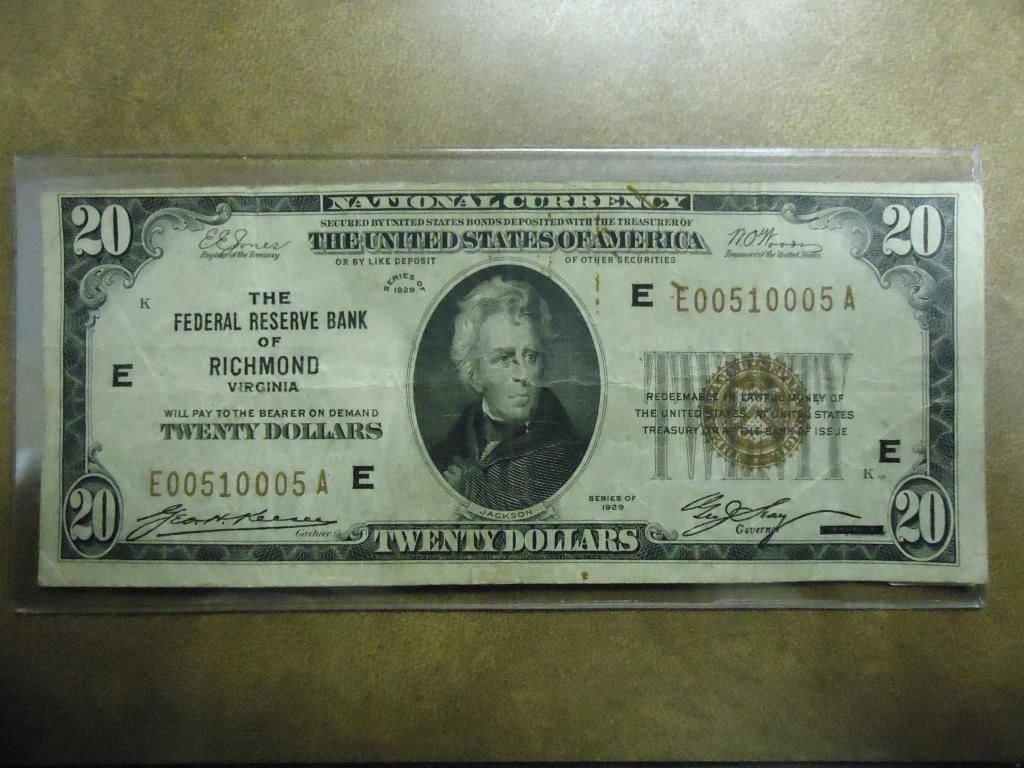 NATIONAL CURRENCY
20
20
SECURED BY UNITED STATES BONDS DEPOSITED WITH THE TREASURER OF
THE UNITED STATES OF AMERICA
OR BY LIKE DEPOSIT OF OTHER SECURITIES
E E Jones
Register of the Treasury
W. O. Woods
Treasurer of the United States
SERIES OF
1929
K
THE
FEDERAL RESERVE BANK
OF
RICHMOND
VIRGINIA
E
WILL PAY TO THE BEARER ON DEMAND
TWENTY DOLLARS
E00510005A
E
E
E00510005A
TWENTY
REDEEMABLE IN LAWFUL MONEY OF
THE UNITED STATES AT UNITED STATES
TREASURY OR AT THE BANK OF ISSUE
E
K
SERIES OF
1929
JACKSON
Geo. H. Keesee
Cashier
Governor
20
TWENTY DOLLARS
20